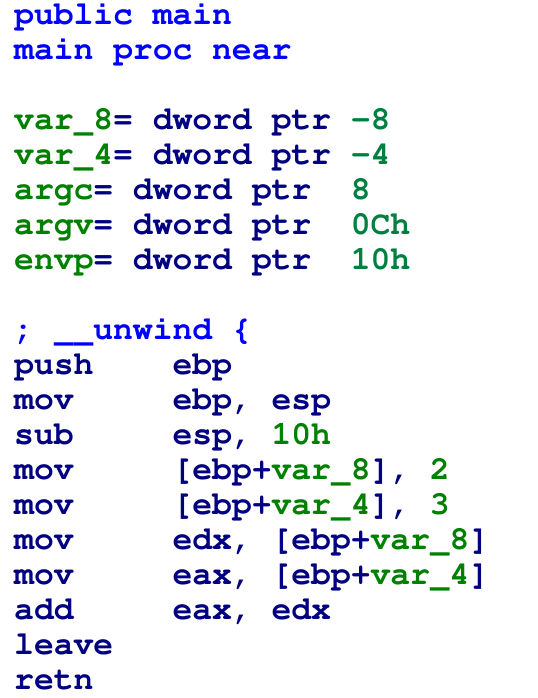 public main
main proc near
var_8= dword ptr -8
var_4= dword ptr -4
argc= dword ptr  8
argv= dword ptr  0Ch
envp= dword ptr  10h
; __unwind {
push    ebp
mov     ebp, esp
sub     esp, 10h
mov     [ebp+var_8], 2
mov     [ebp+var_4], 3
mov     edx, [ebp+var_8]
mov     eax, [ebp+var_4]
add     eax, edx
leave
retn